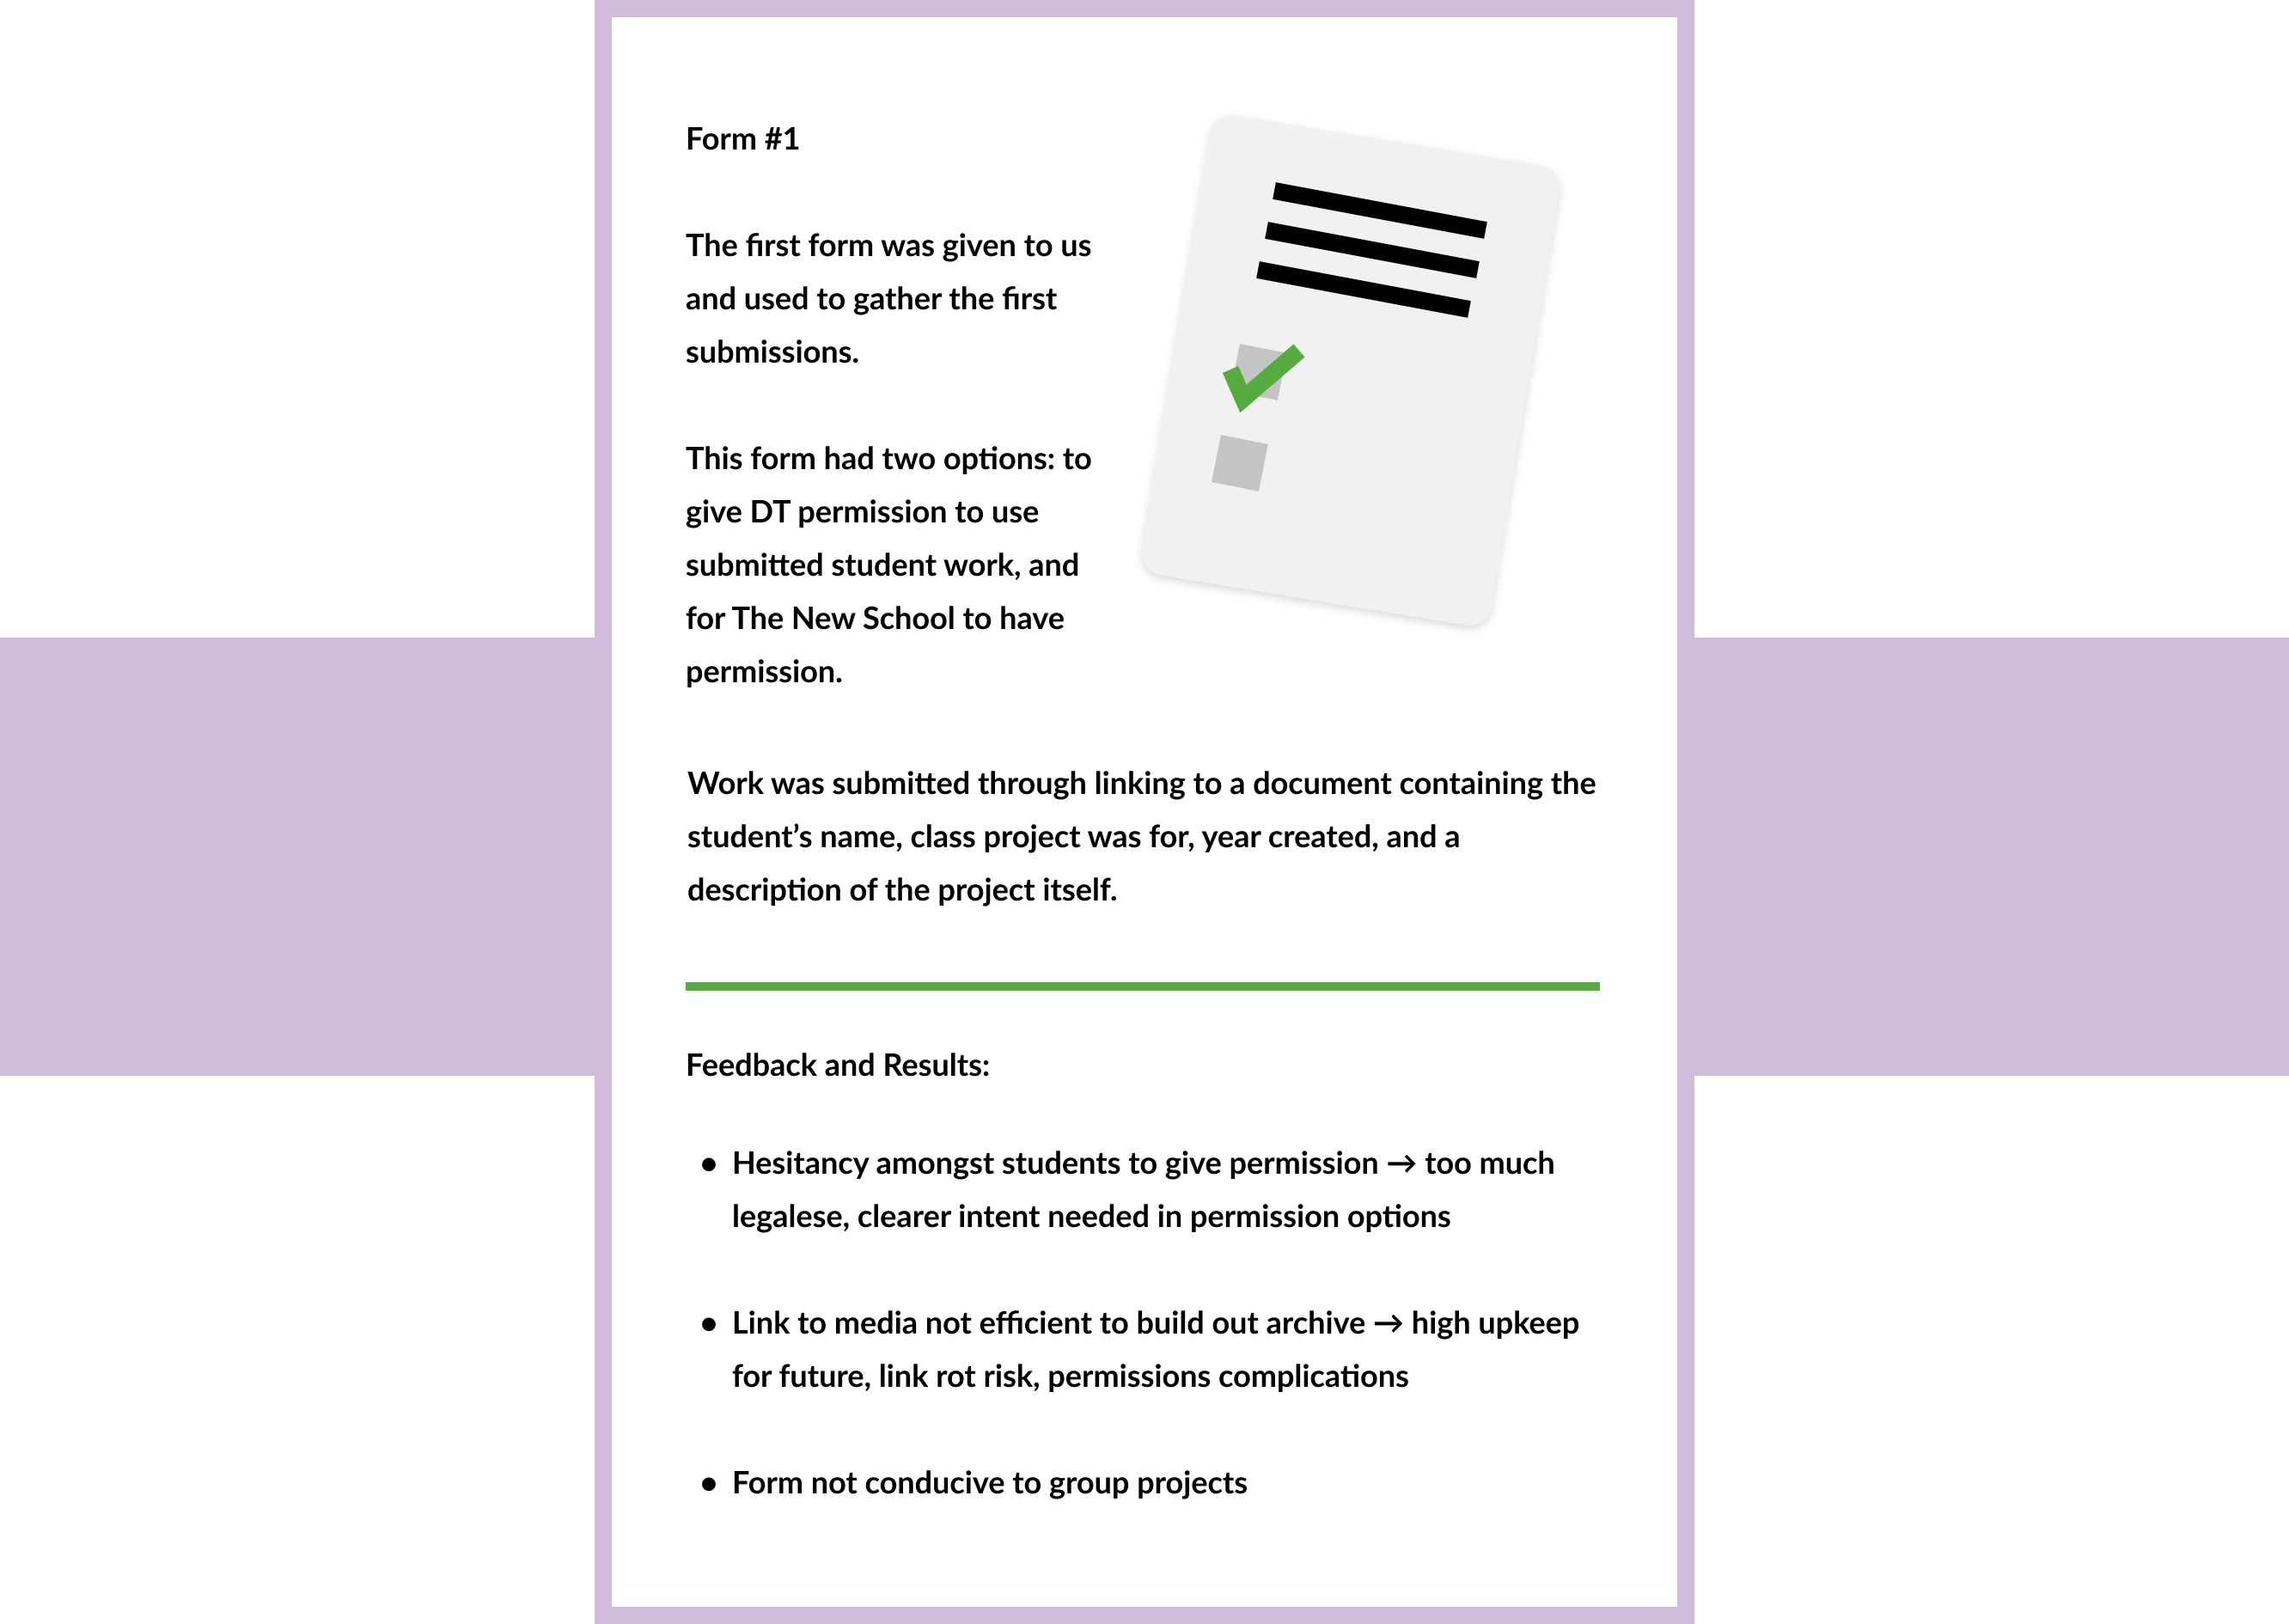 Form #1
The first form was given to us
and used to gather the first
submissions.
This form had two options: to
give DT permission to use
submitted student work, and
for The New School to have
permission.
Work was submitted through linking to a document containing the
student’s name, class project was for, year created, and a
description of the project itself.
Feedback and Results:
● Hesitancy amongst students to give permission → too much
legalese, clearer intent needed in permission options
● Link to media not efficient to build out archive → high upkeep
for future, link rot risk, permissions complications
● Form not conducive to group projects